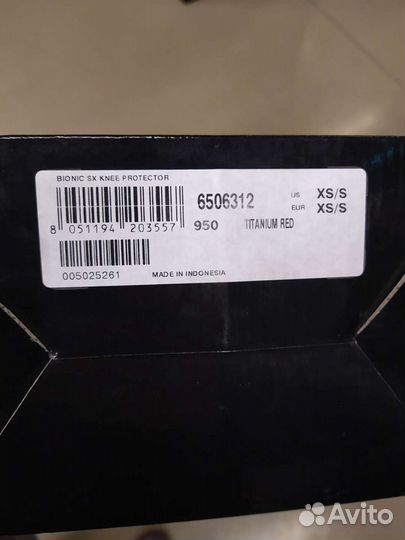 BIONIC SX KNEE PROTECTOR
6506312 US XS/S
EUR XS/S
8 051194 203557 950 TITANIUM RED
005025261 MADE IN INDONESIA
Avito